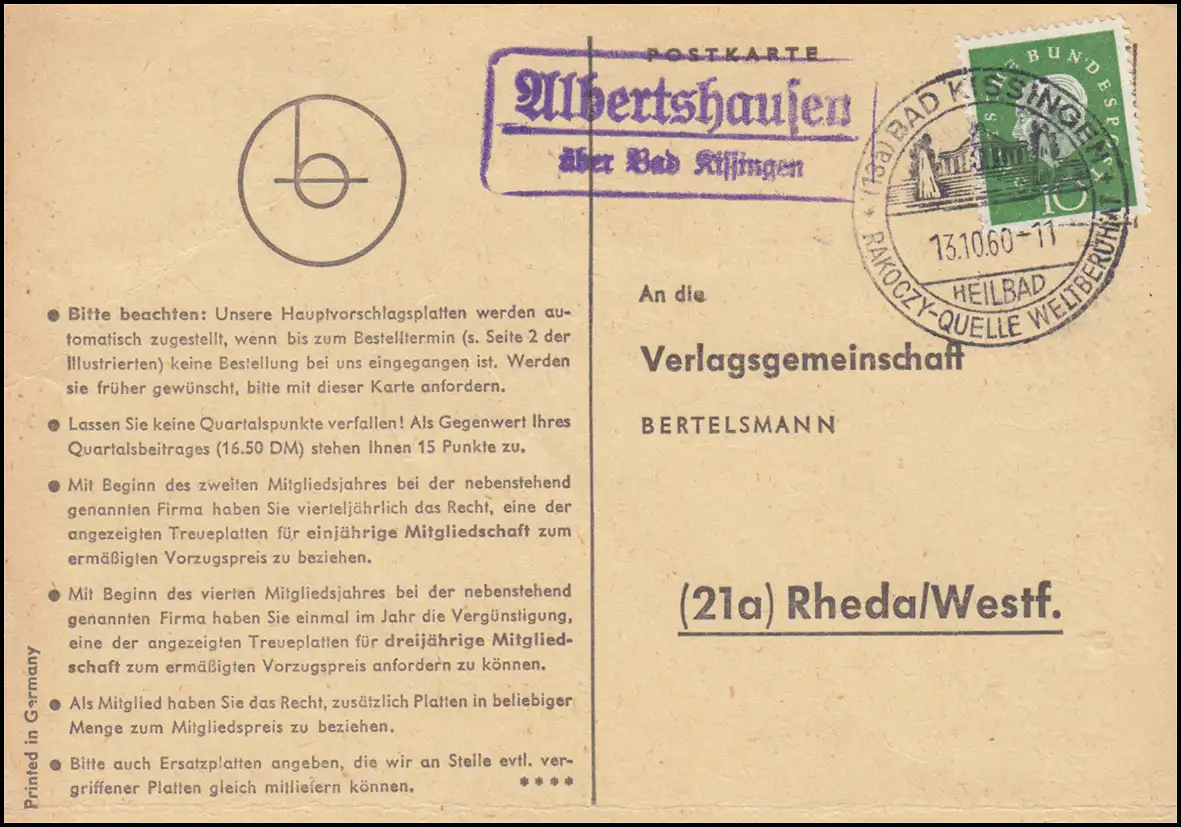 POSTKARTE
Albertshausen
über Bad Kissingen
BUNDESPOST
10
(13a) BAD KISSINGEN
13.10.60-11
HEILBAD
RAKOCZY-QUELLE WELTBERÜHMT
b
● Bitte beachten: Unsere Hauptvorschlagsplatten werden au-
tomatisch zugestellt, wenn bis zum Bestelltermin (s. Seite 2 der
Illustrierten) keine Bestellung bei uns eingegangen ist. Werden
sie früher gewünscht, bitte mit dieser Karte anfordern.
● Lassen Sie keine Quartalspunkte verfallen! Als Gegenwert Ihres
Quartalsbeitrages (16.50 DM) stehen Ihnen 15 Punkte zu.
● Mit Beginn des zweiten Mitgliedsjahres bei der nebenstehend
genannten Firma haben Sie vierteljährlich das Recht, eine der
angezeigten Treueplatten für einjährige Mitgliedschaft zum
ermäßigten Vorzugspreis zu beziehen.
● Mit Beginn des vierten Mitgliedsjahres bei der nebenstehend
genannten Firma haben Sie einmal im Jahr die Vergünstigung,
eine der angezeigten Treueplatten für dreijährige Mitglied-
schaft zum ermäßigten Vorzugspreis anfordern zu können.
● Als Mitglied haben Sie das Recht, zusätzlich Platten in beliebiger
Menge zum Mitgliedspreis zu beziehen.
● Bitte auch Ersatzplatten angeben, die wir an Stelle evtl. ver-
griffener Platten gleich mitliefern können. ****
Printed in Germany
An die
Verlagsgemeinschaft
BERTELSMANN
(21a) Rheda/Westf.